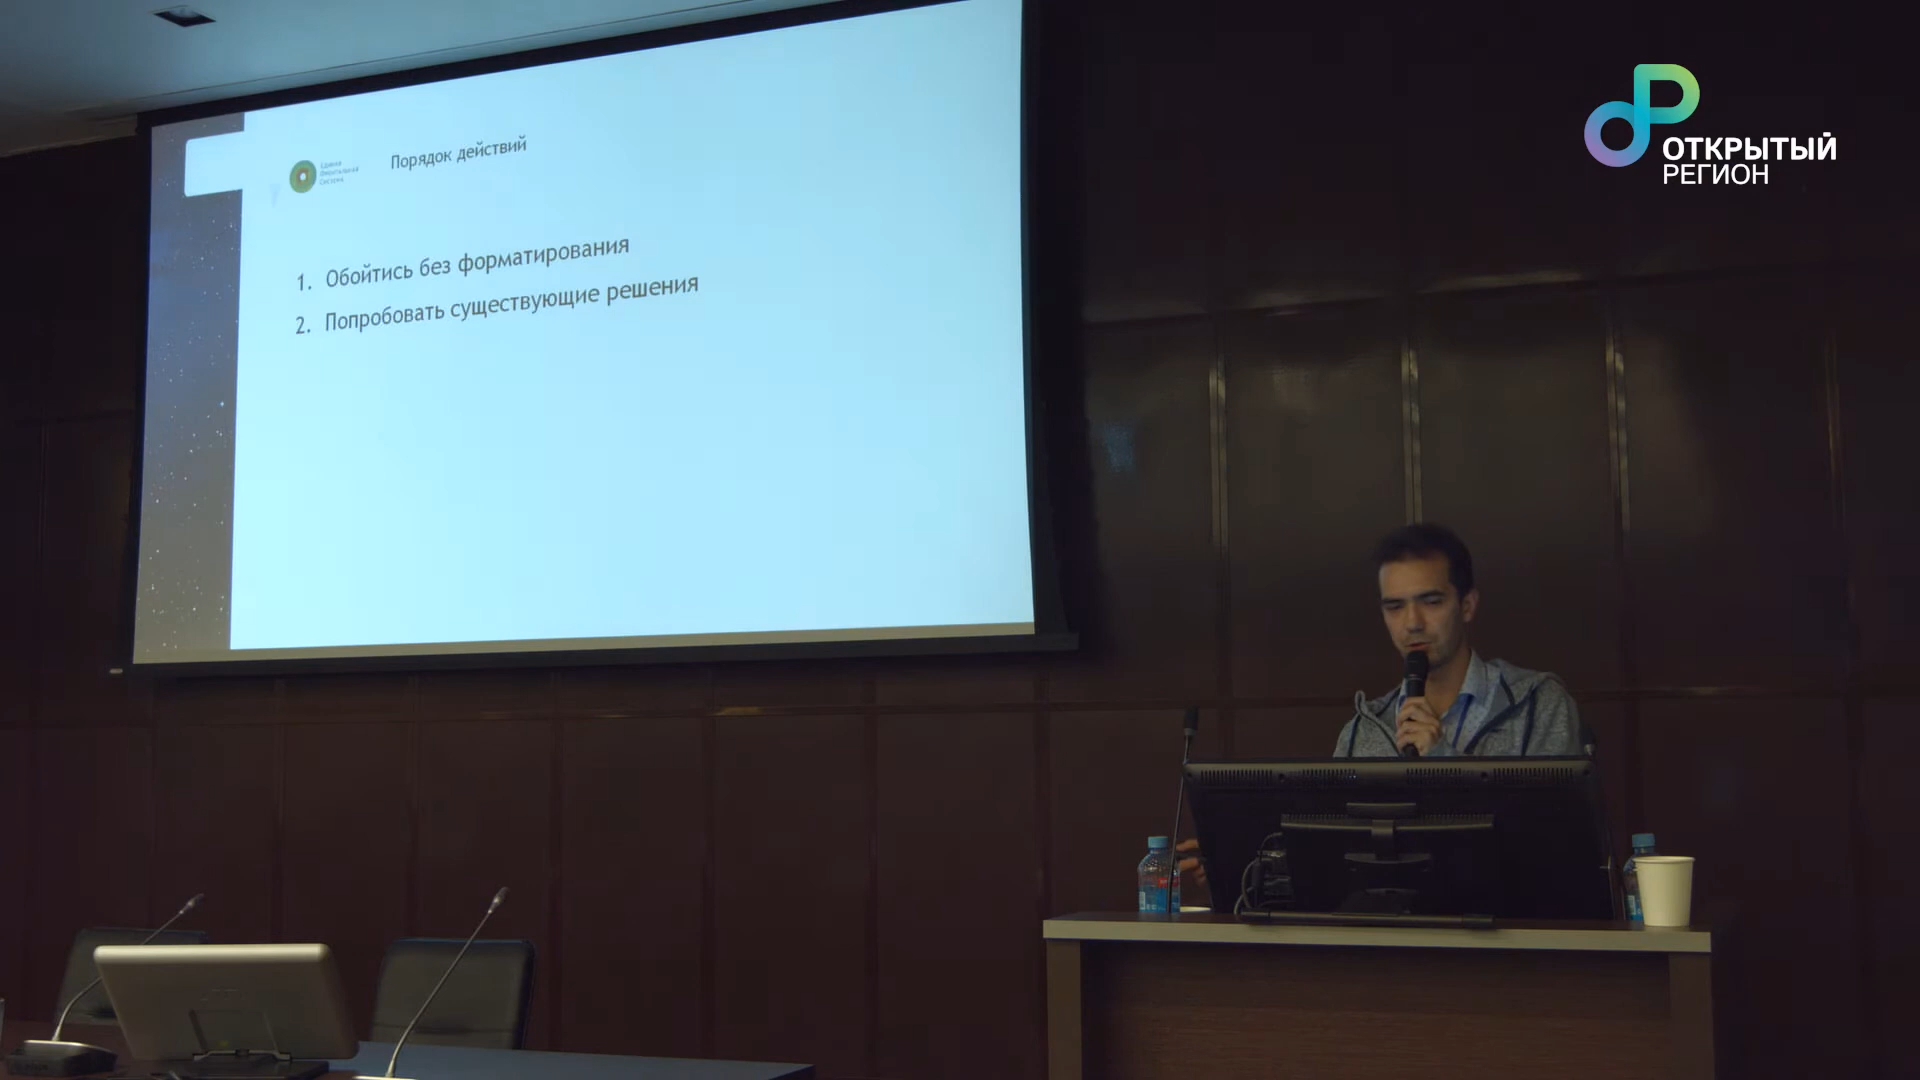 Порядок действий
1. Обойтись без форматирования
2. Попробовать существующие решения
ОТКРЫТЫЙ
РЕГИОН